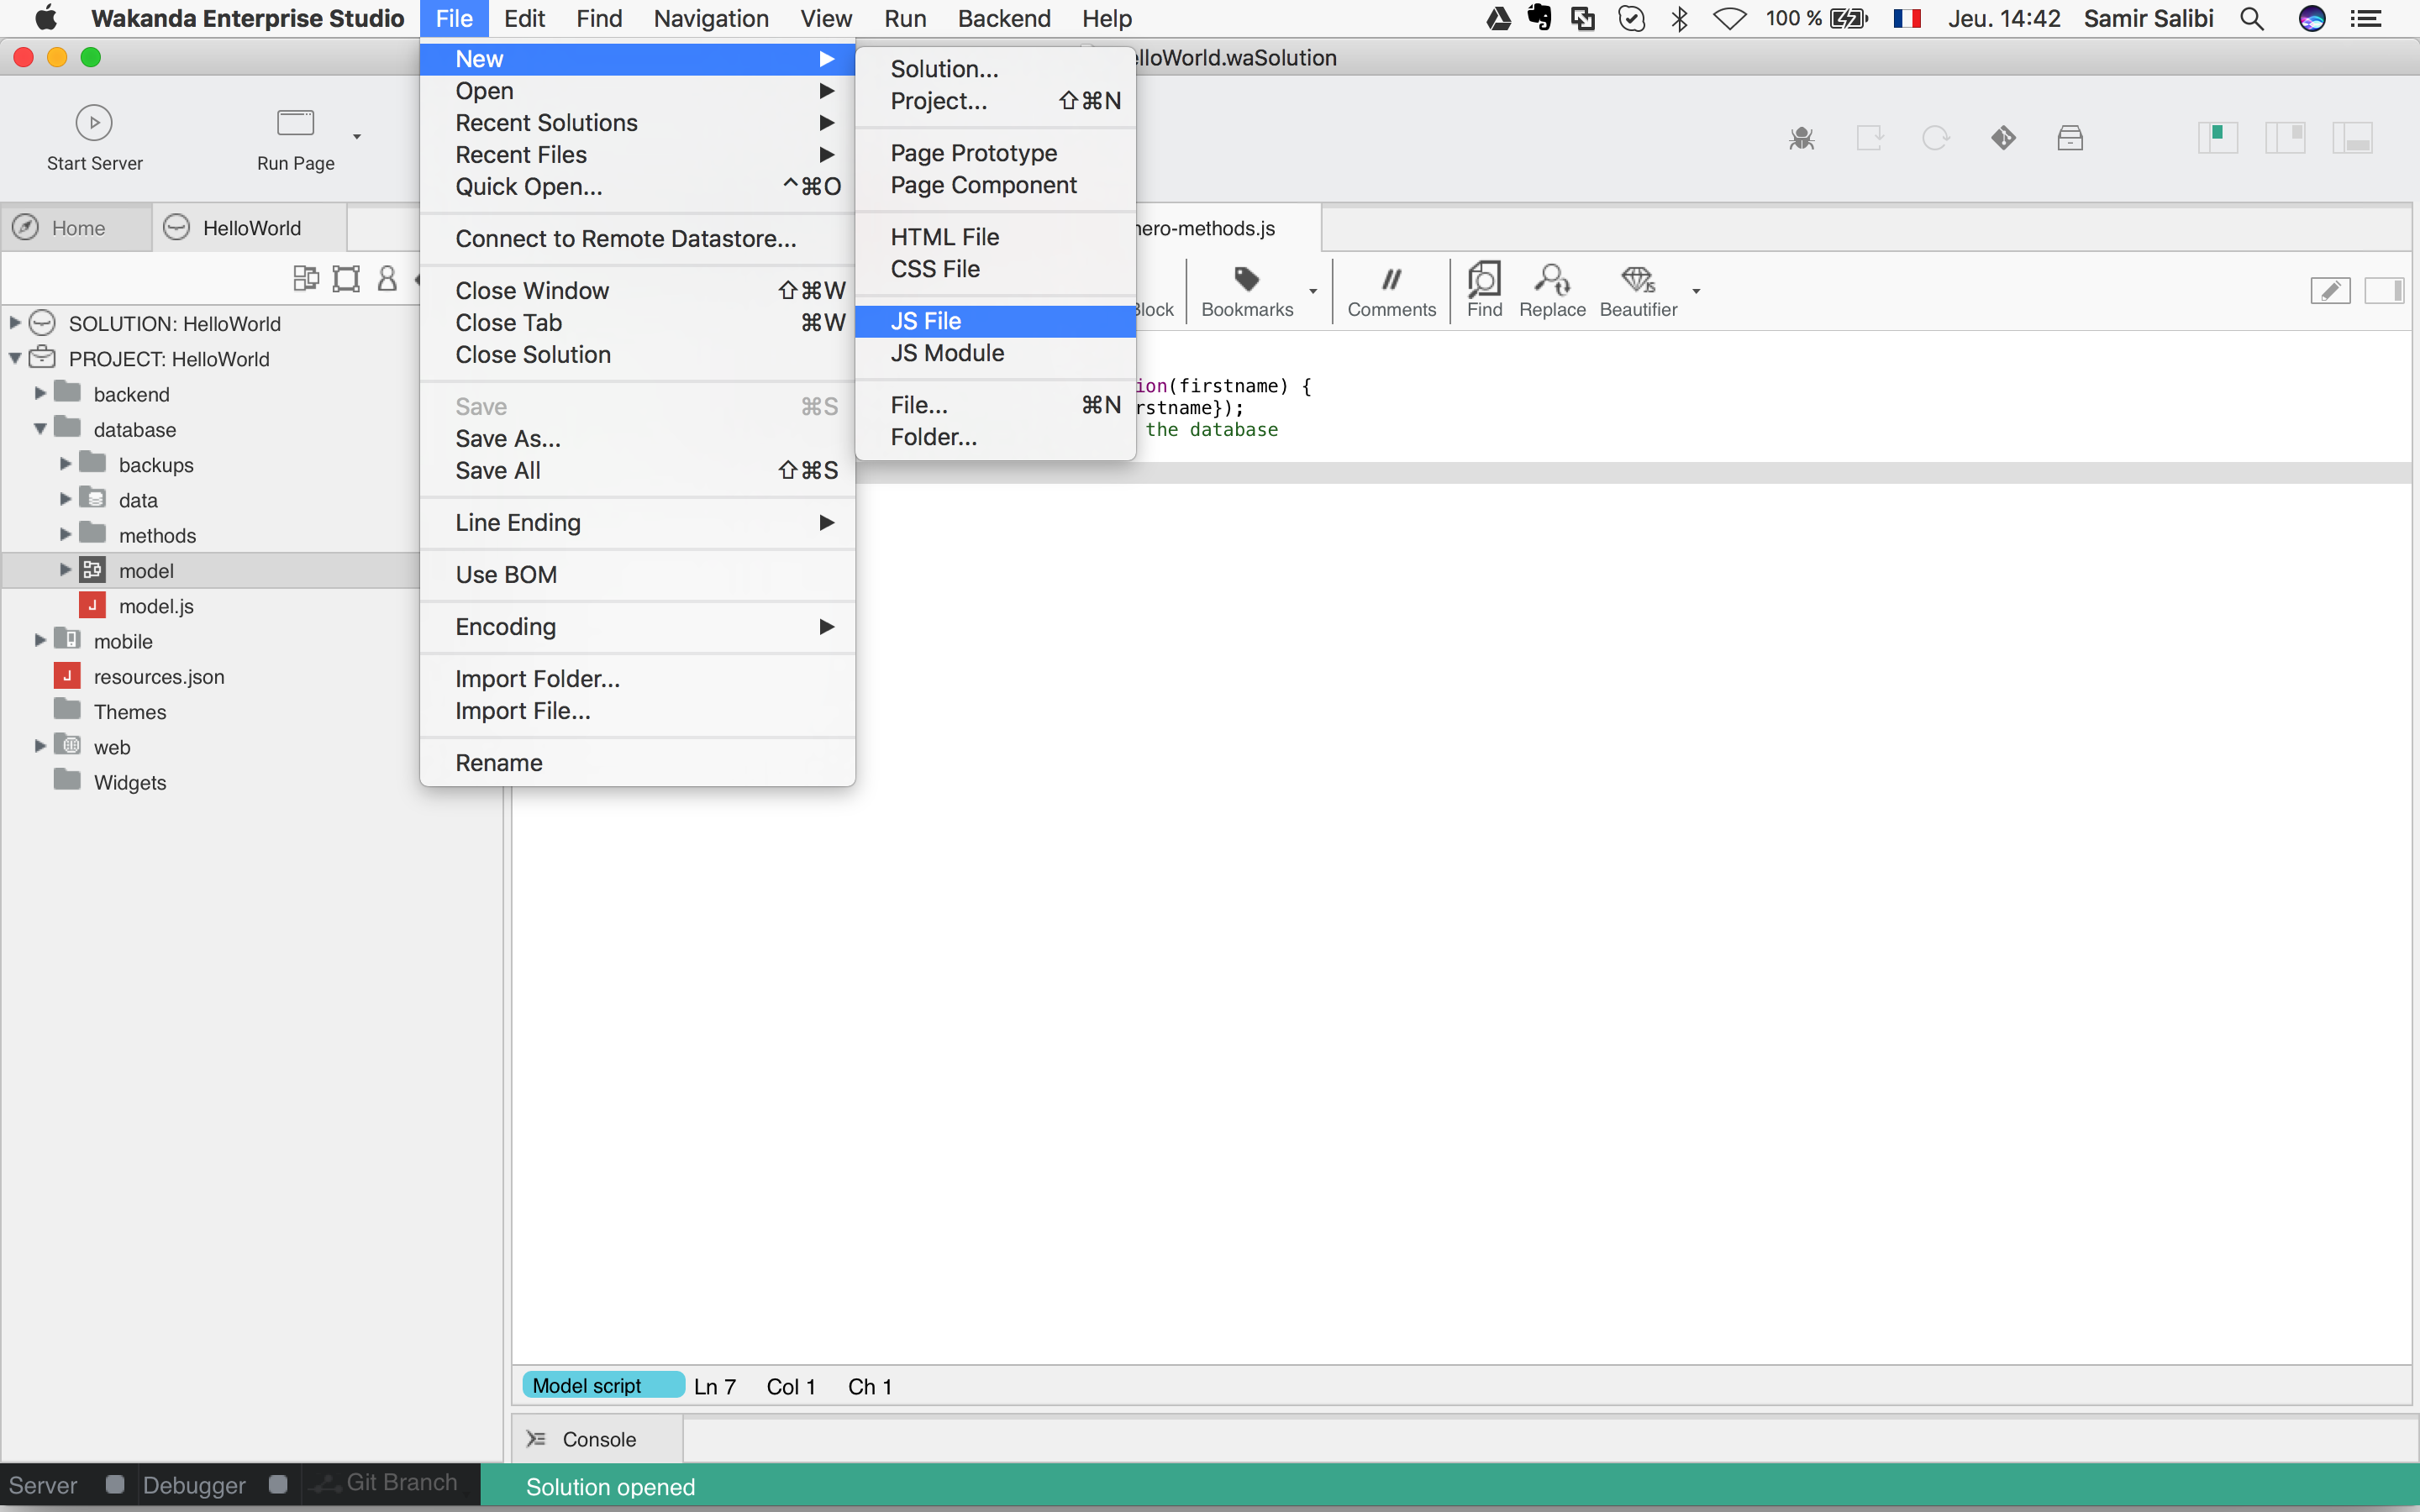 Wakanda Enterprise Studio File Edit Find Navigation View Run Backend Help 100 % Jeu. 14:42 Samir Salibi
lloWorld.waSolution
Start Server
Run Page
New
Open
Recent Solutions
Recent Files
Quick Open... ^⌘O
Connect to Remote Datastore...
Close Window ⇧⌘W
Close Tab ⌘W
Close Solution
Save ⌘S
Save As...
Save All ⇧⌘S
Line Ending
Use BOM
Encoding
Import Folder...
Import File...
Rename
Solution...
Project... ⇧⌘N
Page Prototype
Page Component
HTML File
CSS File
JS File
JS Module
File... ⌘N
Folder...
Home
HelloWorld
SOLUTION: HelloWorld
PROJECT: HelloWorld
backend
database
backups
data
methods
model
model.js
mobile
resources.json
Themes
web
Widgets
hero-methods.js
Block
Bookmarks
// Comments
Find
Replace
JS Beautifier
ion(firstname) {
rstname});
the database
Model script Ln 7 Col 1 Ch 1
Console
Server Debugger Git Branch
Solution opened